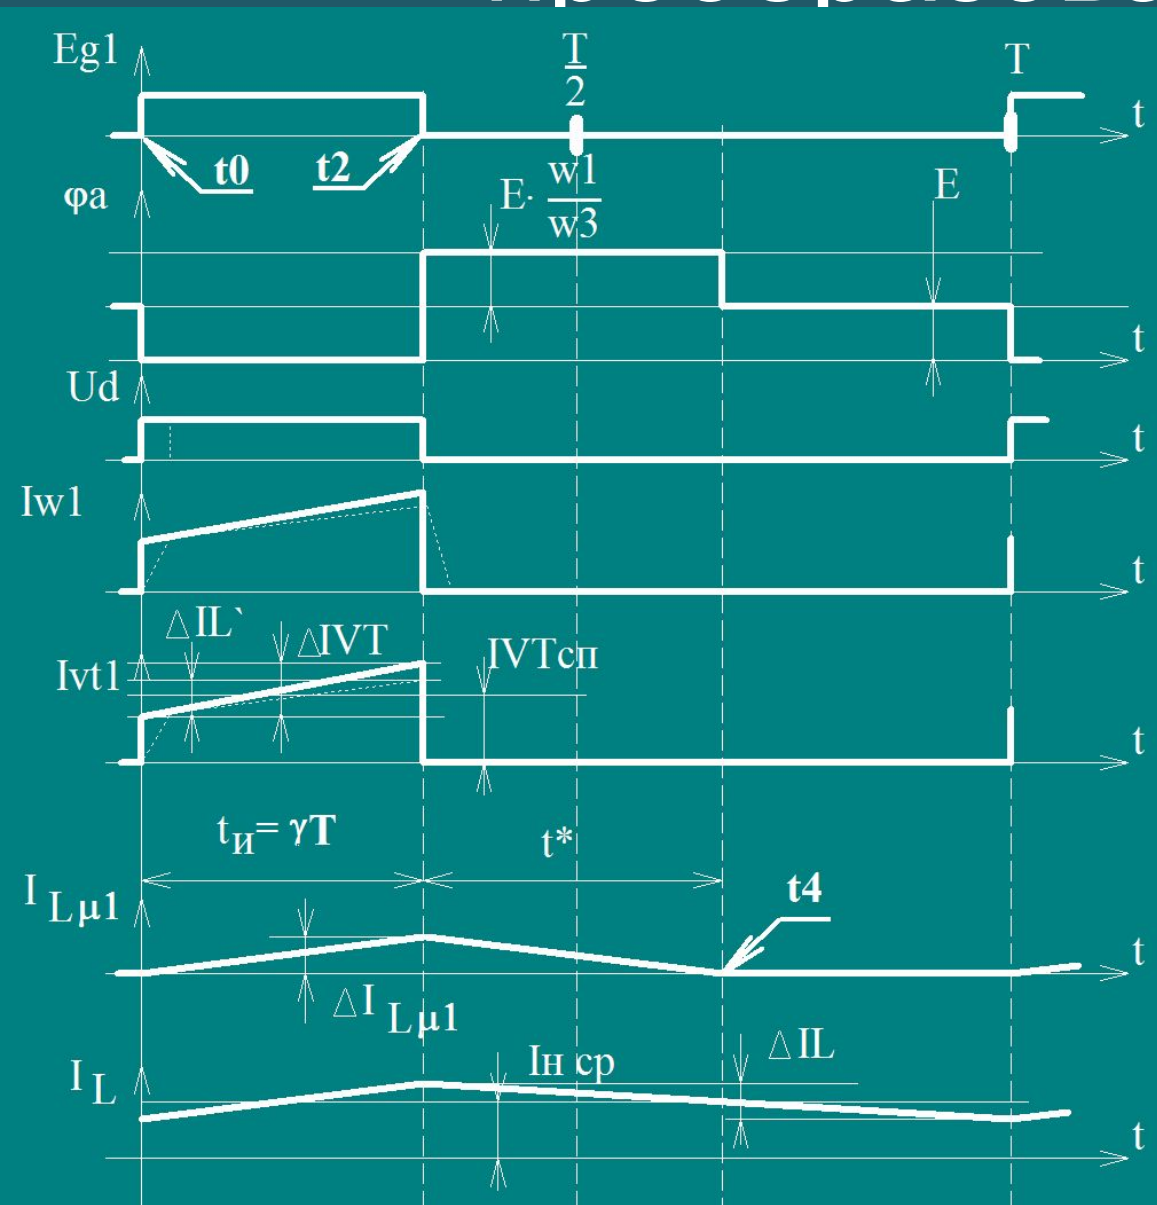 Eg1
T
2
T
t
t0
t2
φa
E·
w1
w3
E
t
Ud
t
Iw1
t
△IL`
△IVT
IVTсп
Ivt1
t
tи= γT
t*
I Lμ1
t4
t
△I Lμ1
Iн ср
△IL
I L
t